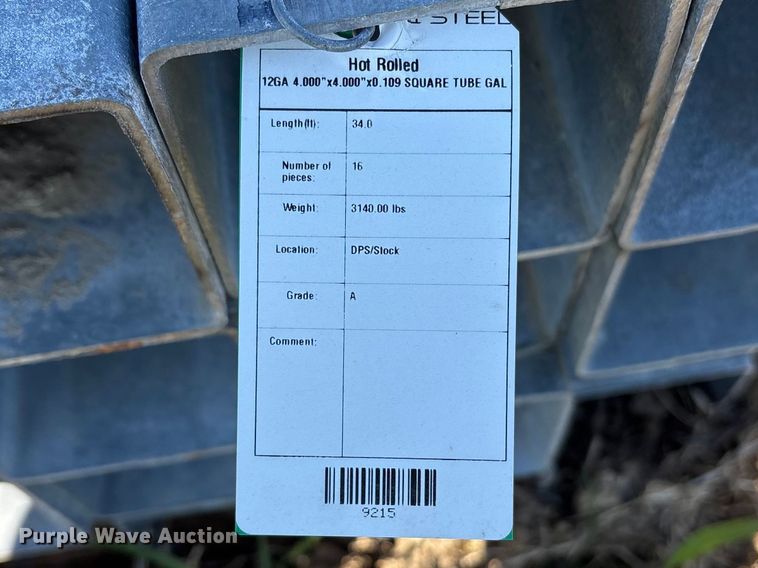 & STEEL
Hot Rolled
12GA 4.000"x4.000"x0.109 SQUARE TUBE GAL
Length(ft): 34.0
Number of pieces: 16
Weight: 3140.00 lbs
Location: DPS/Stock
Grade: A
Comment:
9215
Purple Wave Auction